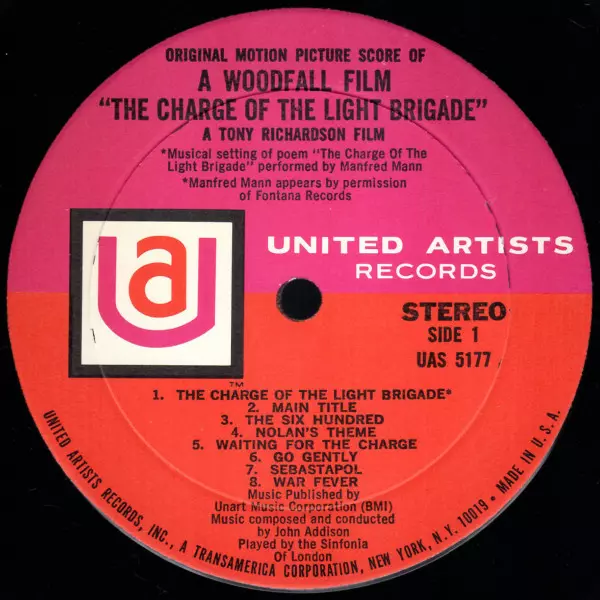 ORIGINAL MOTION PICTURE SCORE OF
A WOODFALL FILM
"THE CHARGE OF THE LIGHT BRIGADE"
A TONY RICHARDSON FILM
*Musical setting of poem "The Charge Of The
Light Brigade" performed by Manfred Mann
*Manfred Mann appears by permission
of Fontana Records
ua
UNITED ARTISTS
RECORDS
TM
STEREO
SIDE 1
UAS 5177
1. THE CHARGE OF THE LIGHT BRIGADE*
2. MAIN TITLE
3. THE SIX HUNDRED
4. NOLAN'S THEME
5. WAITING FOR THE CHARGE
6. GO GENTLY
7. SEBASTAPOL
8. WAR FEVER
Music Published by
Unart Music Corporation (BMI)
Music composed and conducted
by John Addison
Played by the Sinfonia
Of London
UNITED ARTISTS RECORDS, INC., A TRANSAMERICA CORPORATION, NEW YORK, N.Y. 10019 • MADE IN U.S.A.